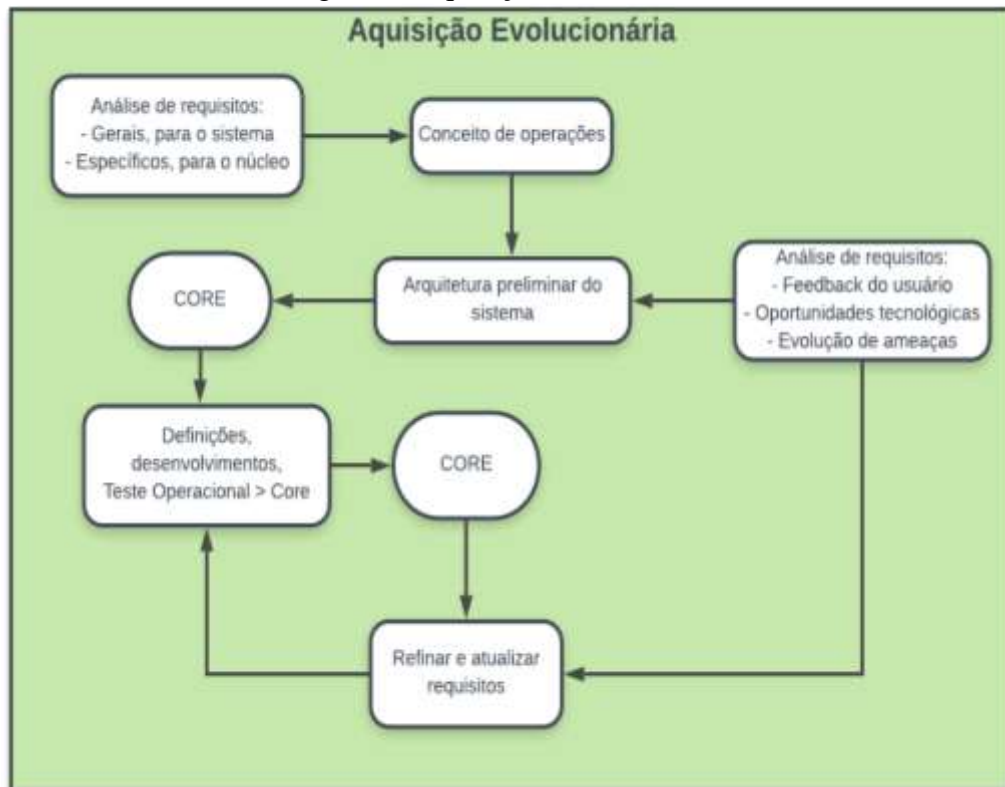 Aquisição Evolucionária
Análise de requisitos:
- Gerais, para o sistema
- Específicos, para o núcleo
Conceito de operações
Arquitetura preliminar do
sistema
Análise de requisitos:
- Feedback do usuário
- Oportunidades tecnológicas
- Evolução de ameaças
CORE
Definições,
desenvolvimentos,
Teste Operacional > Core
CORE
Refinar e atualizar
requisitos